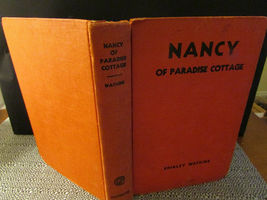 NANCY
OF PARADISE
COTTAGE
WATKINS
NANCY
OF PARADISE COTTAGE
SHIRLEY WATKINS